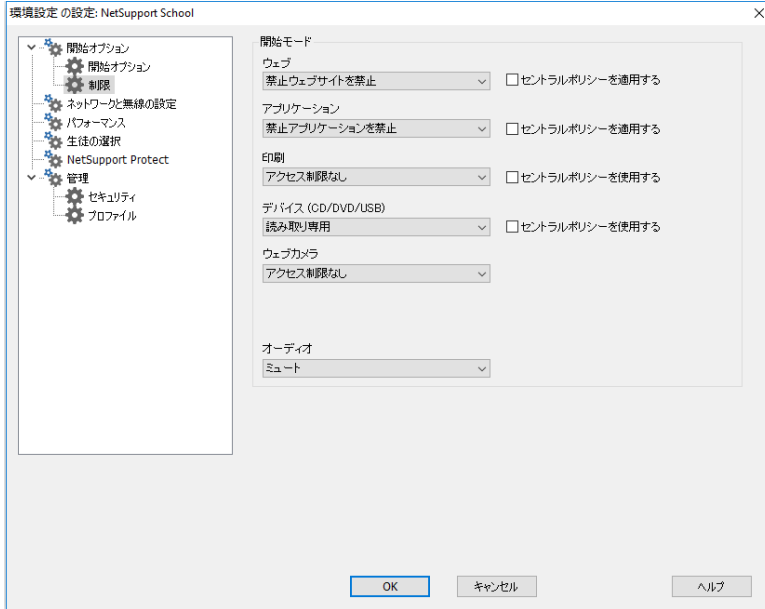 環境設定 の設定: NetSupport School
開始オプション
開始オプション
制限
ネットワークと無線の設定
パフォーマンス
生徒の選択
NetSupport Protect
管理
セキュリティ
プロファイル
開始モード
ウェブ
禁止ウェブサイトを禁止
セントラルポリシーを適用する
アプリケーション
禁止アプリケーションを禁止
セントラルポリシーを適用する
印刷
アクセス制限なし
セントラルポリシーを使用する
デバイス (CD/DVD/USB)
読み取り専用
セントラルポリシーを使用する
ウェブカメラ
アクセス制限なし
オーディオ
ミュート
OK
キャンセル
ヘルプ